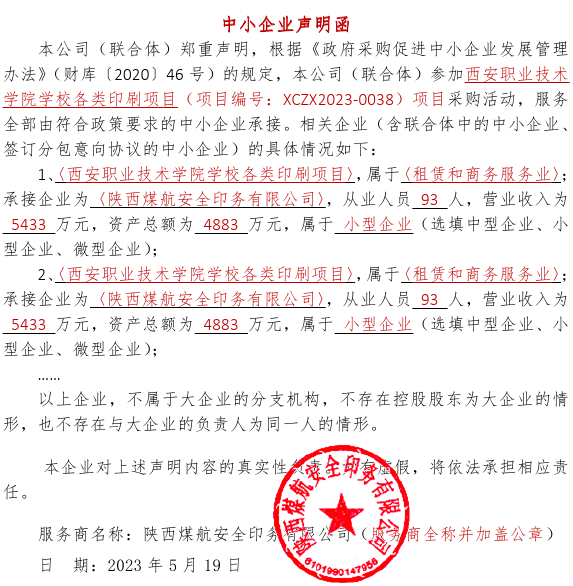 中小企业声明函
本公司（联合体）郑重声明，根据《政府采购促进中小企业发展管理
办法》（财库〔2020〕46 号）的规定，本公司（联合体）参加西安职业技术
学院学校各类印刷项目（项目编号：XCZX2023-0038）项目采购活动，服务
全部由符合政策要求的中小企业承接。相关企业（含联合体中的中小企业、
签订分包意向协议的中小企业）的具体情况如下：
1、〈西安职业技术学院学校各类印刷项目〉，属于〈租赁和商务服务业〉；
承接企业为〈陕西煤航安全印务有限公司〉，从业人员 93 人，营业收入为
5433 万元，资产总额为 4883 万元，属于 小型企业（选填中型企业、小
型企业、微型企业）；
2、〈西安职业技术学院学校各类印刷项目〉，属于〈租赁和商务服务业〉；
承接企业为〈陕西煤航安全印务有限公司〉，从业人员 93 人，营业收入为
5433 万元，资产总额为 4883 万元，属于 小型企业（选填中型企业、小
型企业、微型企业）；
……
以上企业，不属于大企业的分支机构，不存在控股股东为大企业的情
形，也不存在与大企业的负责人为同一人的情形。
本企业对上述声明内容的真实性负责。如有虚假，将依法承担相应责
任。
陕西煤航安全印务有限公司
6101990147956
服务商名称：陕西煤航安全印务有限公司（服务商全称并加盖公章）
日 期：2023 年 5 月 19 日